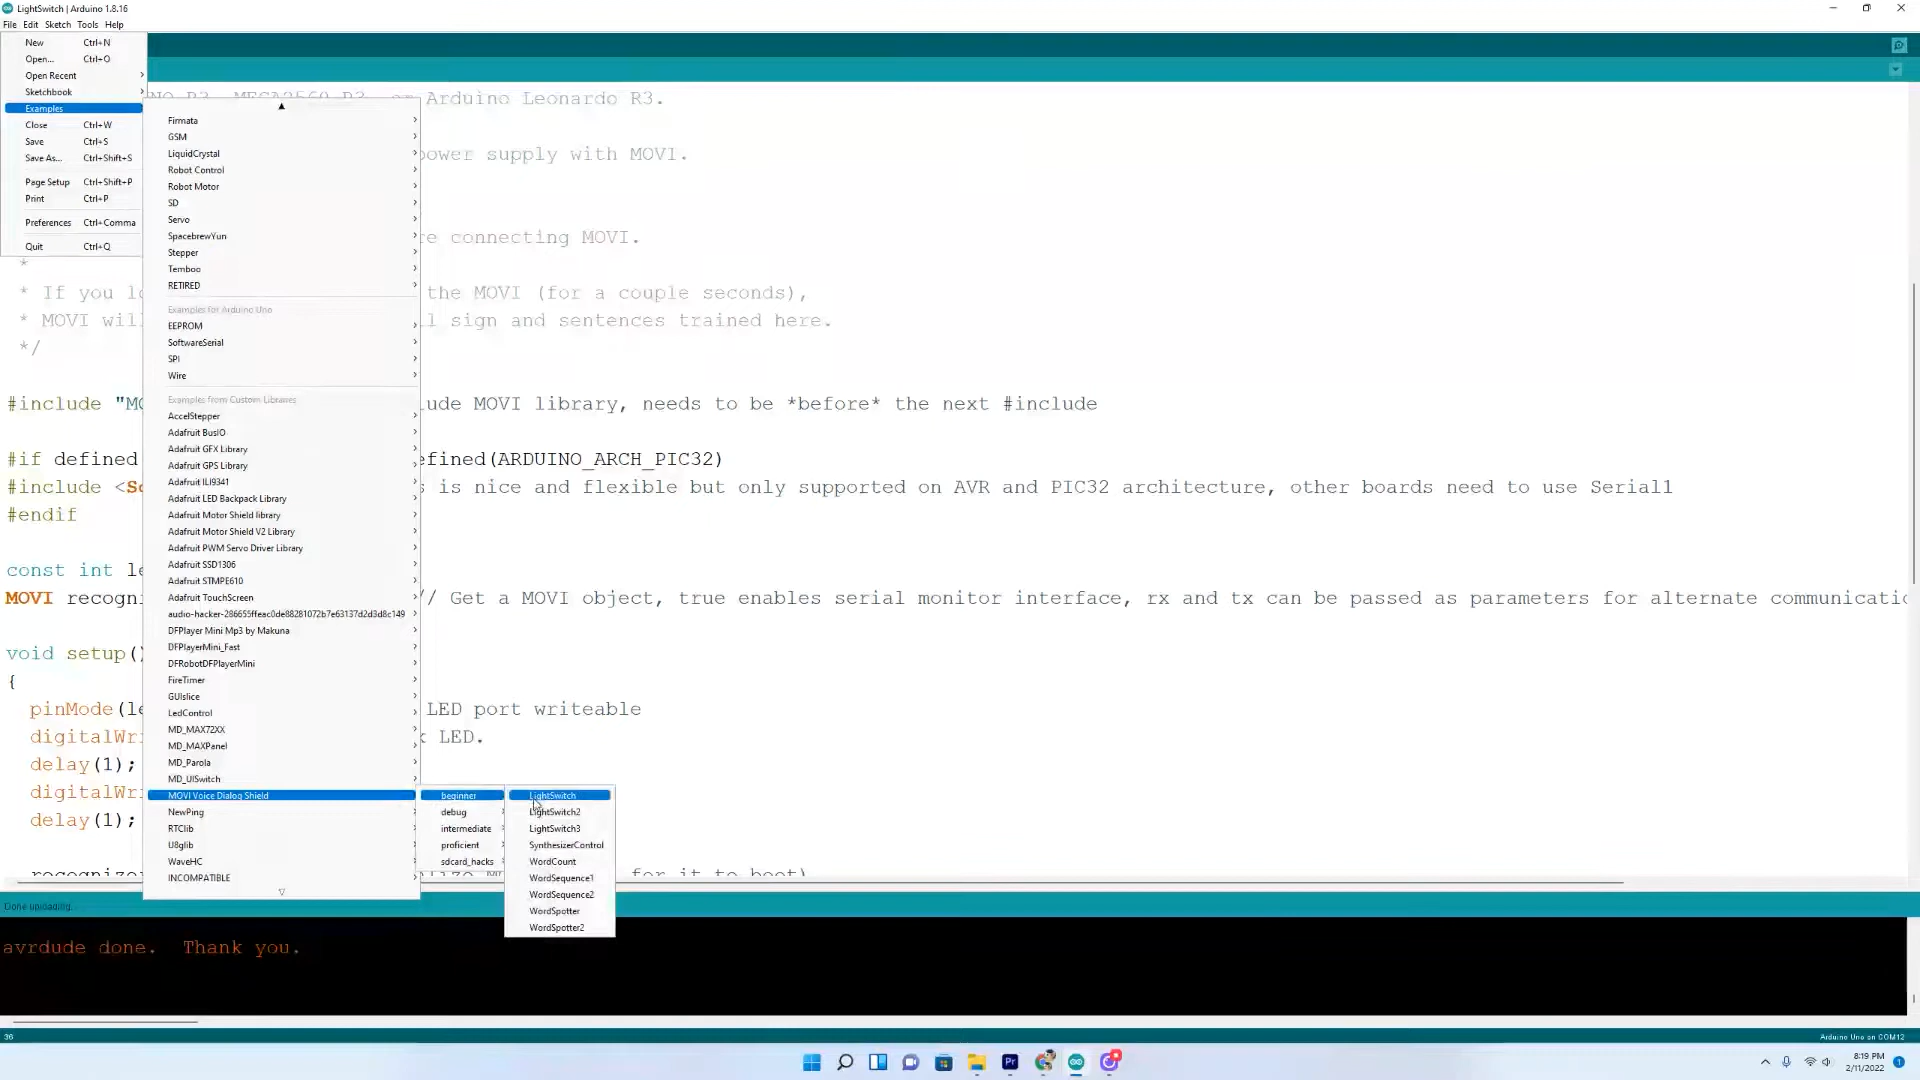 LightSwitch | Arduino 1.8.16
File Edit Sketch Tools Help
New Ctrl+N
Open... Ctrl+O
Open Recent
Sketchbook
Examples
Close Ctrl+W
Save Ctrl+S
Save As... Ctrl+Shift+S
Page Setup Ctrl+Shift+P
Print Ctrl+P
Preferences Ctrl+Comma
Quit Ctrl+Q
Firmata
GSM
LiquidCrystal
Robot Control
Robot Motor
SD
Servo
SpacebrewYun
Stepper
Temboo
RETIRED
Examples for Arduino Uno
EEPROM
SoftwareSerial
SPI
Wire
Examples from Custom Libraries
AccelStepper
Adafruit BusIO
Adafruit GFX Library
Adafruit GPS Library
Adafruit ILI9341
Adafruit LED Backpack Library
Adafruit Motor Shield library
Adafruit Motor Shield V2 Library
Adafruit PWM Servo Driver Library
Adafruit SSD1306
Adafruit STMPE610
Adafruit TouchScreen
audio-hacker-286655ffeac0de88281072b7e63137d2d3d8c149
DFPlayer Mini Mp3 by Makuna
DFPlayerMini_Fast
DFRobotDFPlayerMini
FireTimer
GUIslice
LedControl
MD_MAX72XX
MD_MAXPanel
MD_Parola
MD_UISwitch
MOVI Voice Dialog Shield
NewPing
RTClib
U8glib
WaveHC
INCOMPATIBLE
beginner
debug
intermediate
proficient
sdcard_hacks
LightSwitch
LightSwitch2
LightSwitch3
SynthesizerControl
WordCount
WordSequence1
WordSequence2
WordSpotter
WordSpotter2
Arduino Leonardo R3.
power supply with MOVI.
connecting MOVI.
*
* If you the MOVI (for a couple seconds),
* MOVI sign and sentences trained here.
*/
#include MOVI library, needs to be *before* the next #include
#if defined (ARDUINO_ARCH_PIC32)
#include is nice and flexible but only supported on AVR and PIC32 architecture, other boards need to use Serial1
#endif
const int
MOVI // Get a MOVI object, true enables serial monitor interface, rx and tx can be passed as parameters for alternate
void setup(
{
pinMode( LED port writeable
LED.
delay(1);
delay(1);
for it to boot)
Done uploading.
avrdude done.  Thank you.
36
Arduino Uno on COM12
8:19 PM
2/11/2022